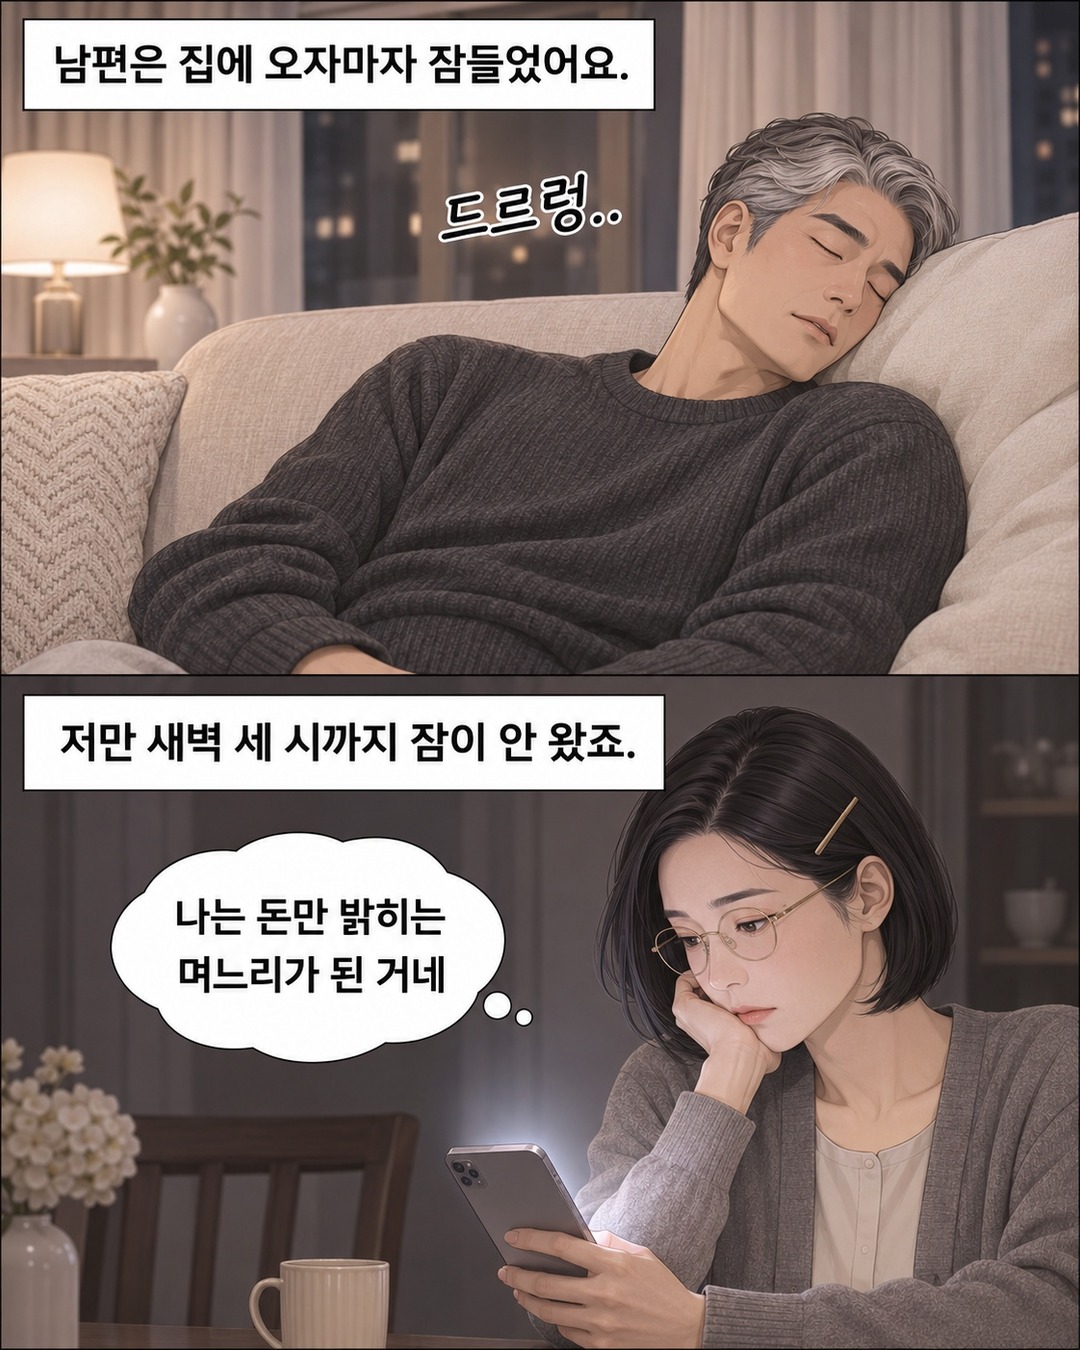 남편은 집에 오자마자 잠들었어요.
드르렁..
저만 새벽 세 시까지 잠이 안 왔죠.
나는 돈만 밝히는
며느리가 된 거네